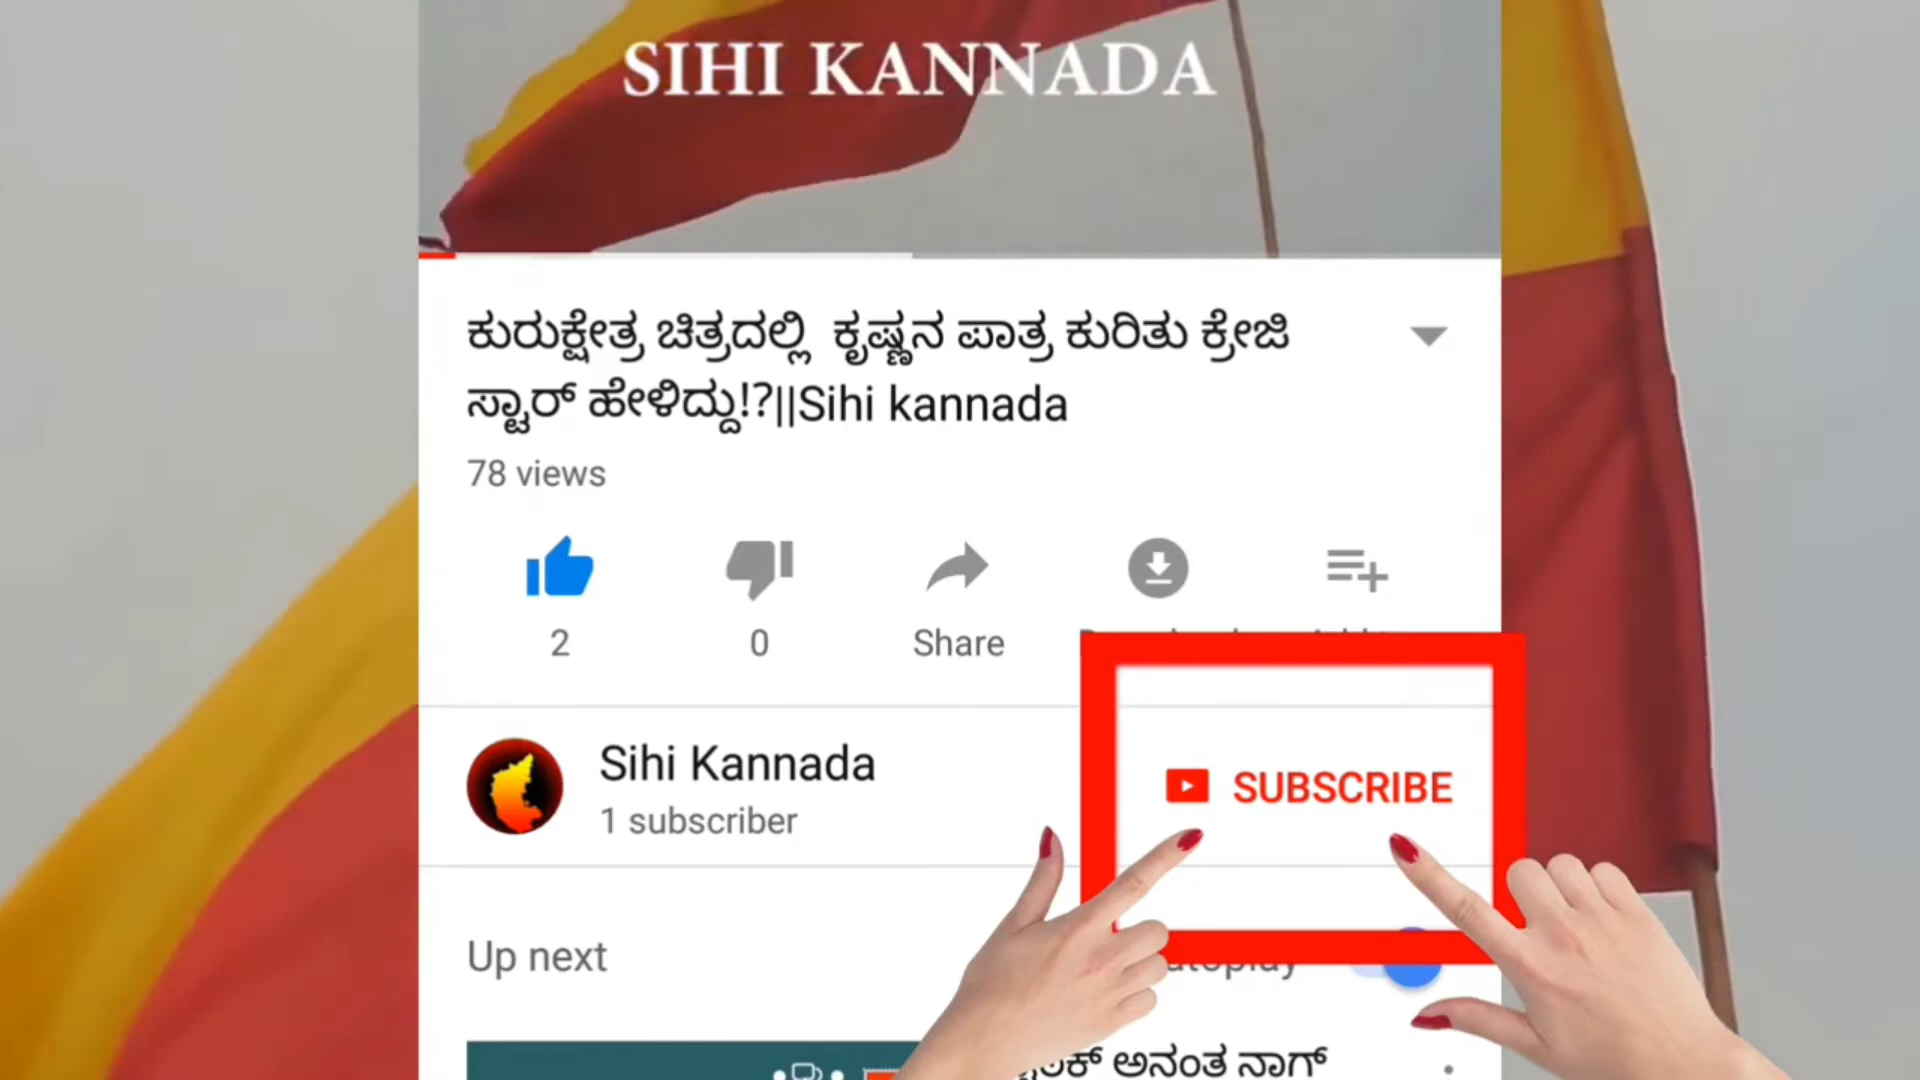 SIHI KANNADA
ಕುರುಕ್ಷೇತ್ರ ಚಿತ್ರದಲ್ಲಿ ಕೃಷ್ಣನ ಪಾತ್ರ ಕುರಿತು ಕ್ರೇಜಿ
ಸ್ಟಾರ್ ಹೇಳಿದ್ದು!?||Sihi kannada
78 views
2
0
Share
Sihi Kannada
1 subscriber
SUBSCRIBE
Up next
ಅನಂತ ನಾಗ್